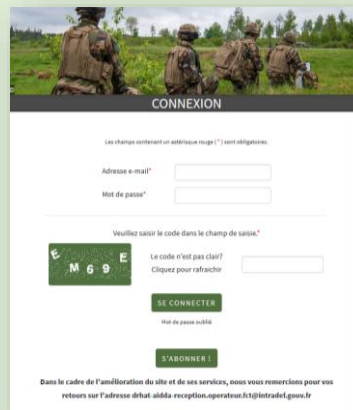 CONNEXION
Les champs contenant un astérisque rouge ( * ) sont obligatoires.
Adresse e-mail*
Mot de passe*
Veuillez saisir le code dans le champ de saisie.*
E M 6 9 E
Le code n'est pas clair?
Cliquez pour rafraichir
SE CONNECTER
Mot de passe oublié
S'ABONNER !
Dans le cadre de l'amélioration du site et de ses services, nous vous remercions pour vos
retours sur l'adresse drhat-aidda-reception.operateur.fct@intradef.gouv.fr